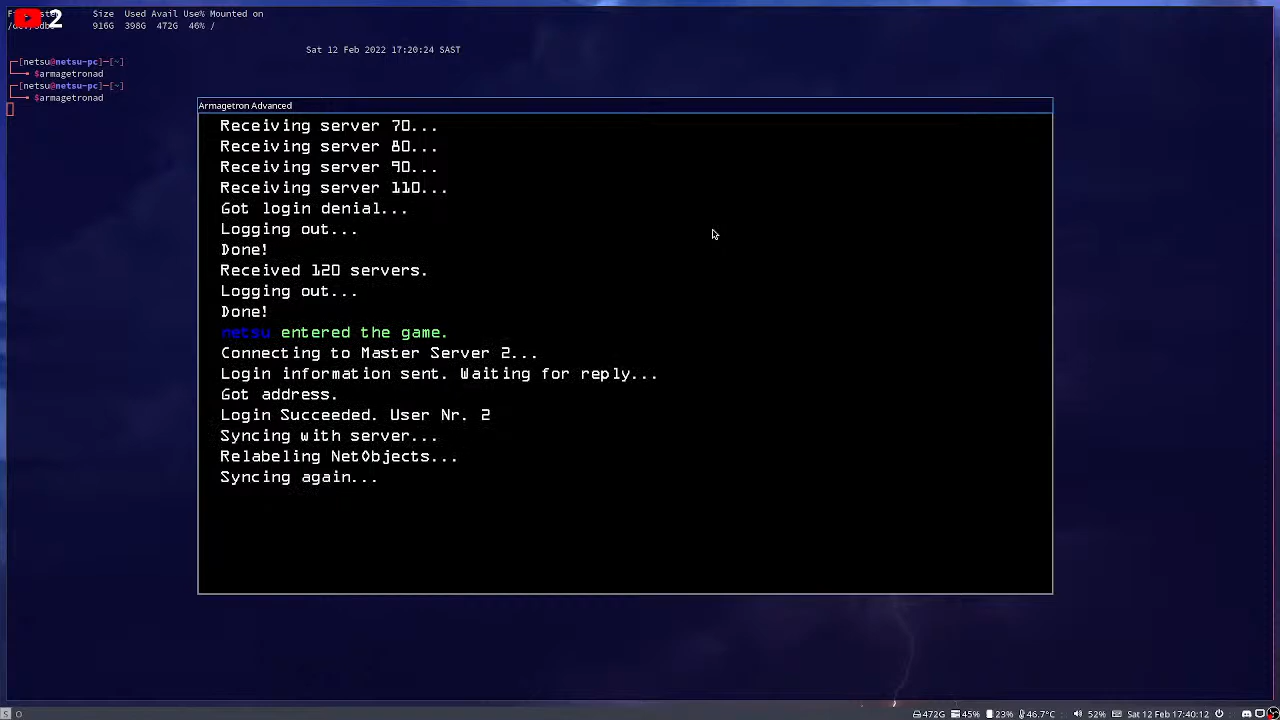 2
Size Used Avail Use% Mounted on
916G 398G 472G 46% /
Sat 12 Feb 2022 17:20:24 SAST
[netsu@netsu-pc]-[~]
$armagetronad
[netsu@netsu-pc]-[~]
$armagetronad
Armagetron Advanced
Receiving server 70...
Receiving server 80...
Receiving server 90...
Receiving server 110...
Got login denial...
Logging out...
Done!
Received 120 servers.
Logging out...
Done!
netsu entered the game.
Connecting to Master Server 2...
Login information sent. Waiting for reply...
Got address.
Login Succeeded. User Nr. 2
Syncing with server...
Relabeling NetObjects...
Syncing again...
S O 472G 45% 23% 46.7°C 52% Sat 12 Feb 17:40:12